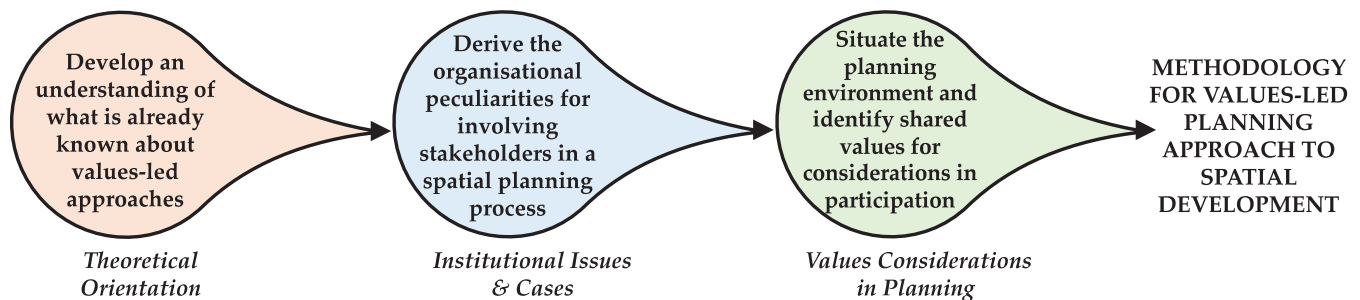 Develop an
understanding of
what is already
known about
values-led
approaches
Theoretical
Orientation
Derive the
organisational
peculiarities for
involving
stakeholders in a
spatial planning
process
Institutional Issues
& Cases
Situate the
planning
environment and
identify shared
values for
considerations in
participation
Values Considerations
in Planning
METHODOLOGY
FOR VALUES-LED
PLANNING
APPROACH TO
SPATIAL
DEVELOPMENT